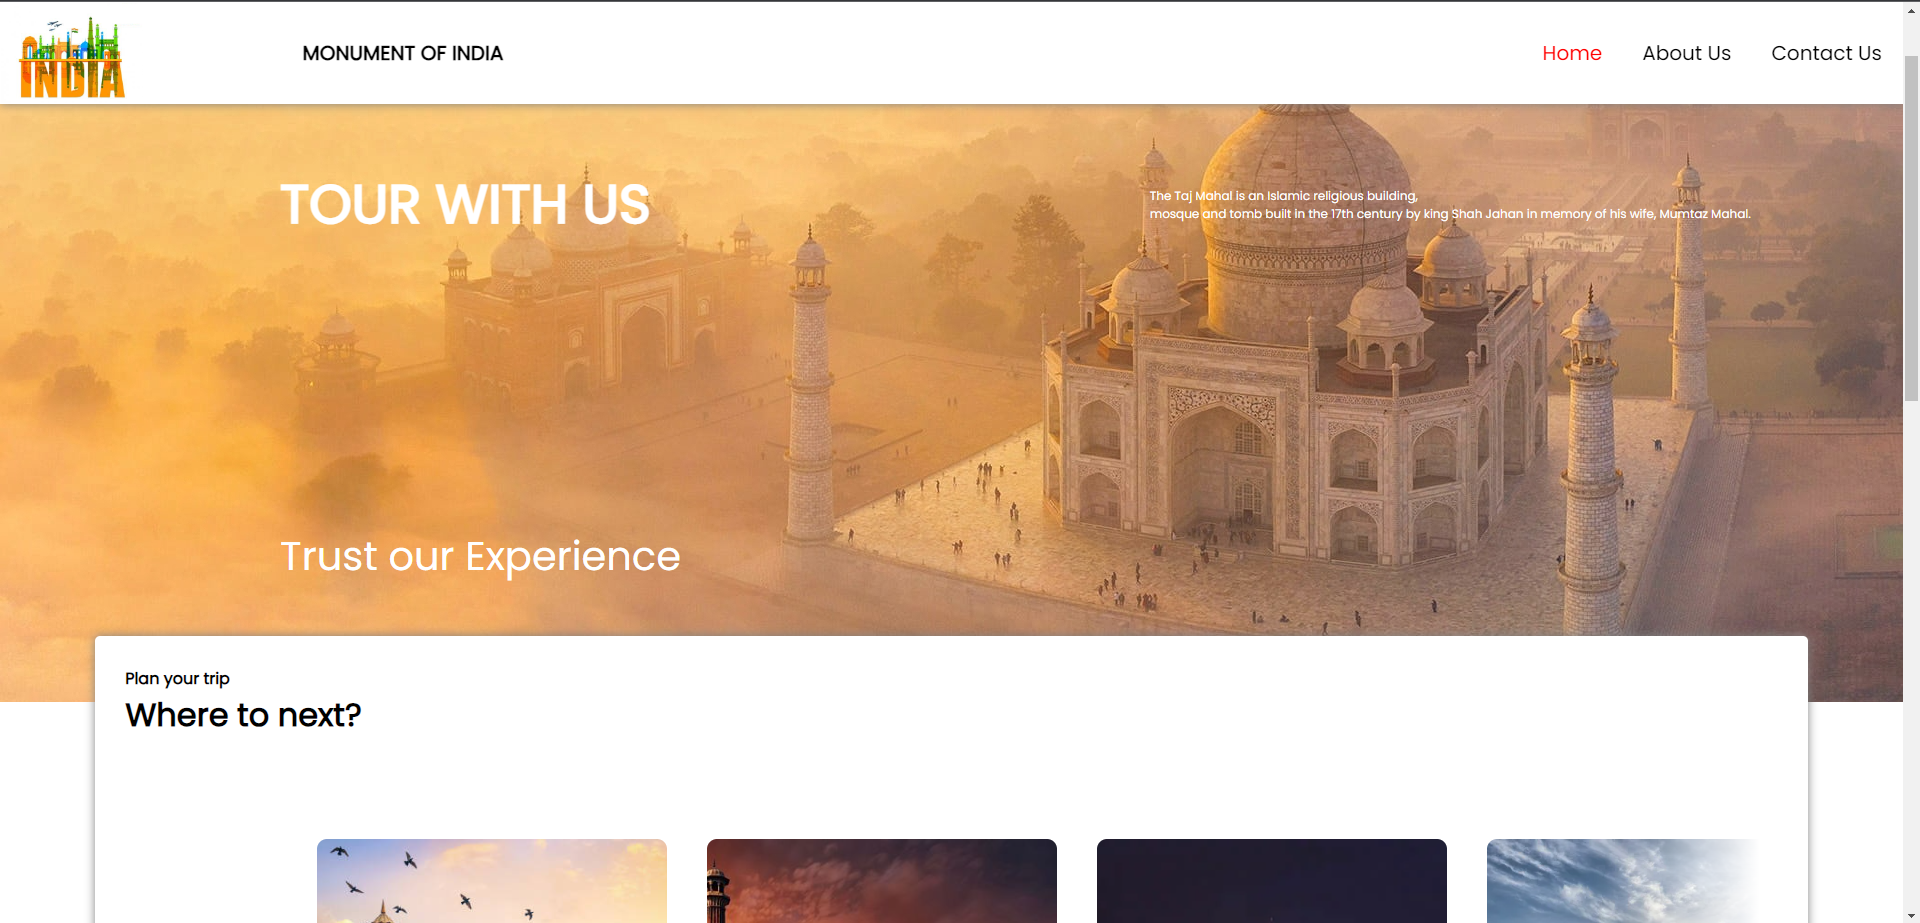 INDIA
MONUMENT OF INDIA
Home
About Us
Contact Us
TOUR WITH US
The Taj Mahal is an Islamic religious building,
mosque and tomb built in the 17th century by king Shah Jahan in memory of his wife, Mumtaz Mahal.
Trust our Experience
Plan your trip
Where to next?